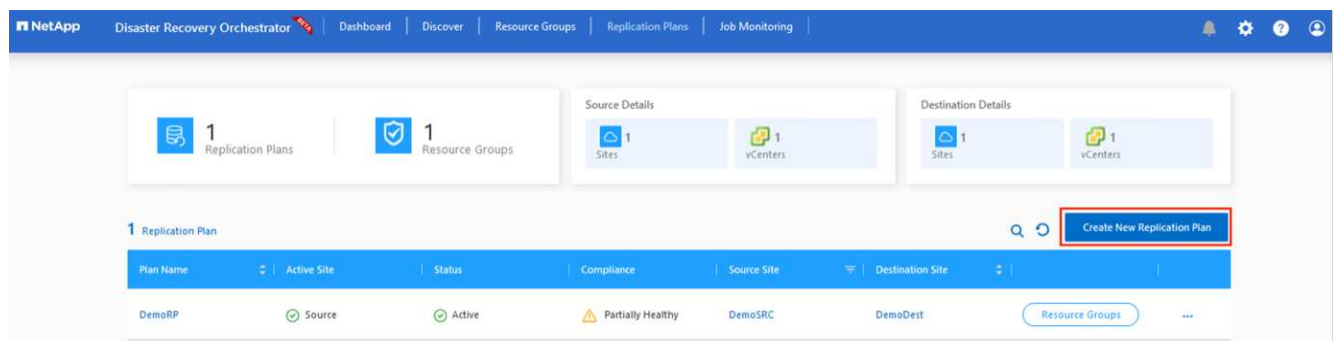 NetApp Disaster Recovery Orchestrator BETA Dashboard Discover Resource Groups Replication Plans Job Monitoring
1
Replication Plans
1
Resource Groups
Source Details
1
Sites
1
vCenters
Destination Details
1
Sites
1
vCenters
1 Replication Plan
Create New Replication Plan
Plan Name Active Site Status Compliance Source Site Destination Site
DemoRP Source Active Partially Healthy DemoSRC DemoDest Resource Groups ...